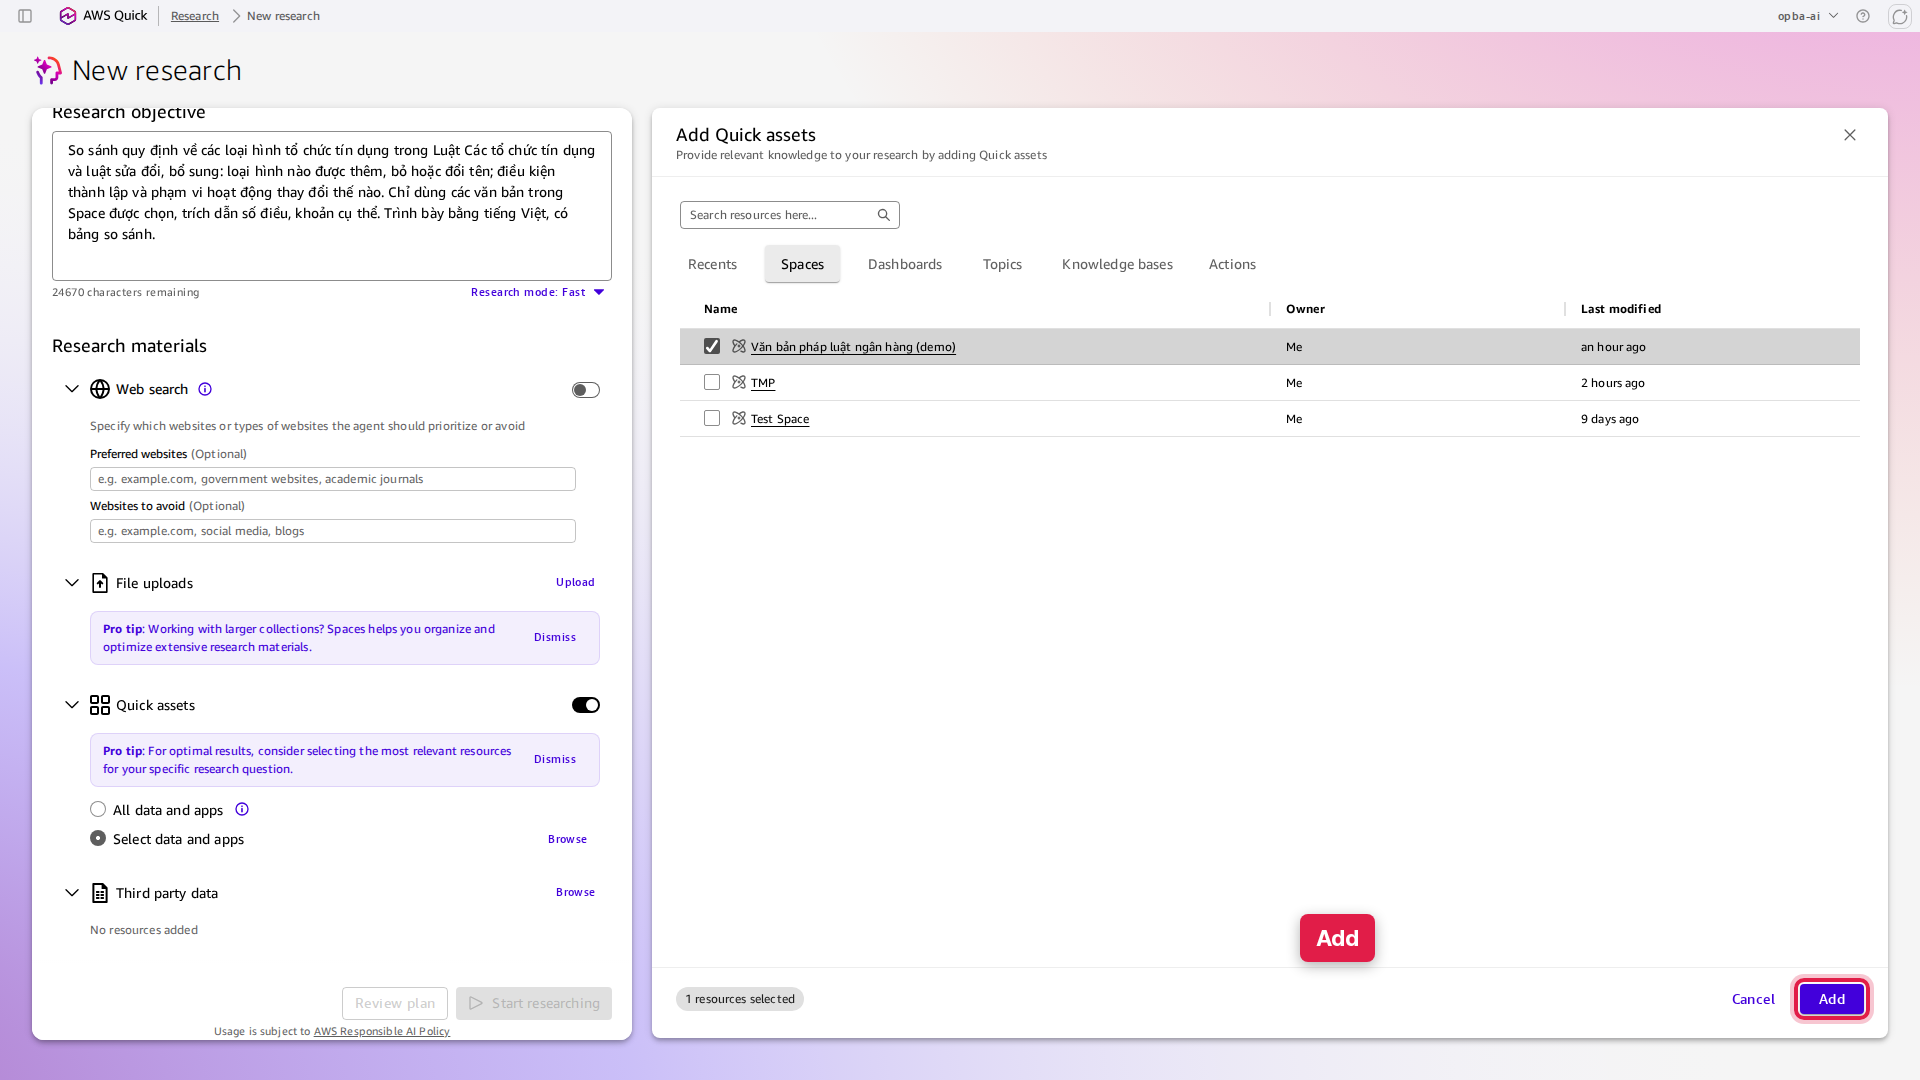 AWS Quick
Research
New research
opba-ai
New research
Research objective
So sánh quy định về các loại hình tổ chức tín dụng trong Luật Các tổ chức tín dụng
và luật sửa đổi, bổ sung: loại hình nào được thêm, bỏ hoặc đổi tên; điều kiện
thành lập và phạm vi hoạt động thay đổi thế nào. Chỉ dùng các văn bản trong
Space được chọn, trích dẫn số điều, khoản cụ thể. Trình bày bằng tiếng Việt, có
bảng so sánh.
24670 characters remaining
Research mode: Fast
Research materials
Web search
Specify which websites or types of websites the agent should prioritize or avoid
Preferred websites (Optional)
e.g. example.com, government websites, academic journals
Websites to avoid (Optional)
e.g. example.com, social media, blogs
File uploads
Upload
Pro tip: Working with larger collections? Spaces helps you organize and
optimize extensive research materials.
Dismiss
Quick assets
Pro tip: For optimal results, consider selecting the most relevant resources
for your specific research question.
Dismiss
All data and apps
Select data and apps
Browse
Third party data
Browse
No resources added
Review plan
Start researching
Usage is subject to AWS Responsible AI Policy
Add Quick assets
Provide relevant knowledge to your research by adding Quick assets
Search resources here...
Recents
Spaces
Dashboards
Topics
Knowledge bases
Actions
Name
Owner
Last modified
Văn bản pháp luật ngân hàng (demo)
Me
an hour ago
TMP
Me
2 hours ago
Test Space
Me
9 days ago
Add
1 resources selected
Cancel
Add